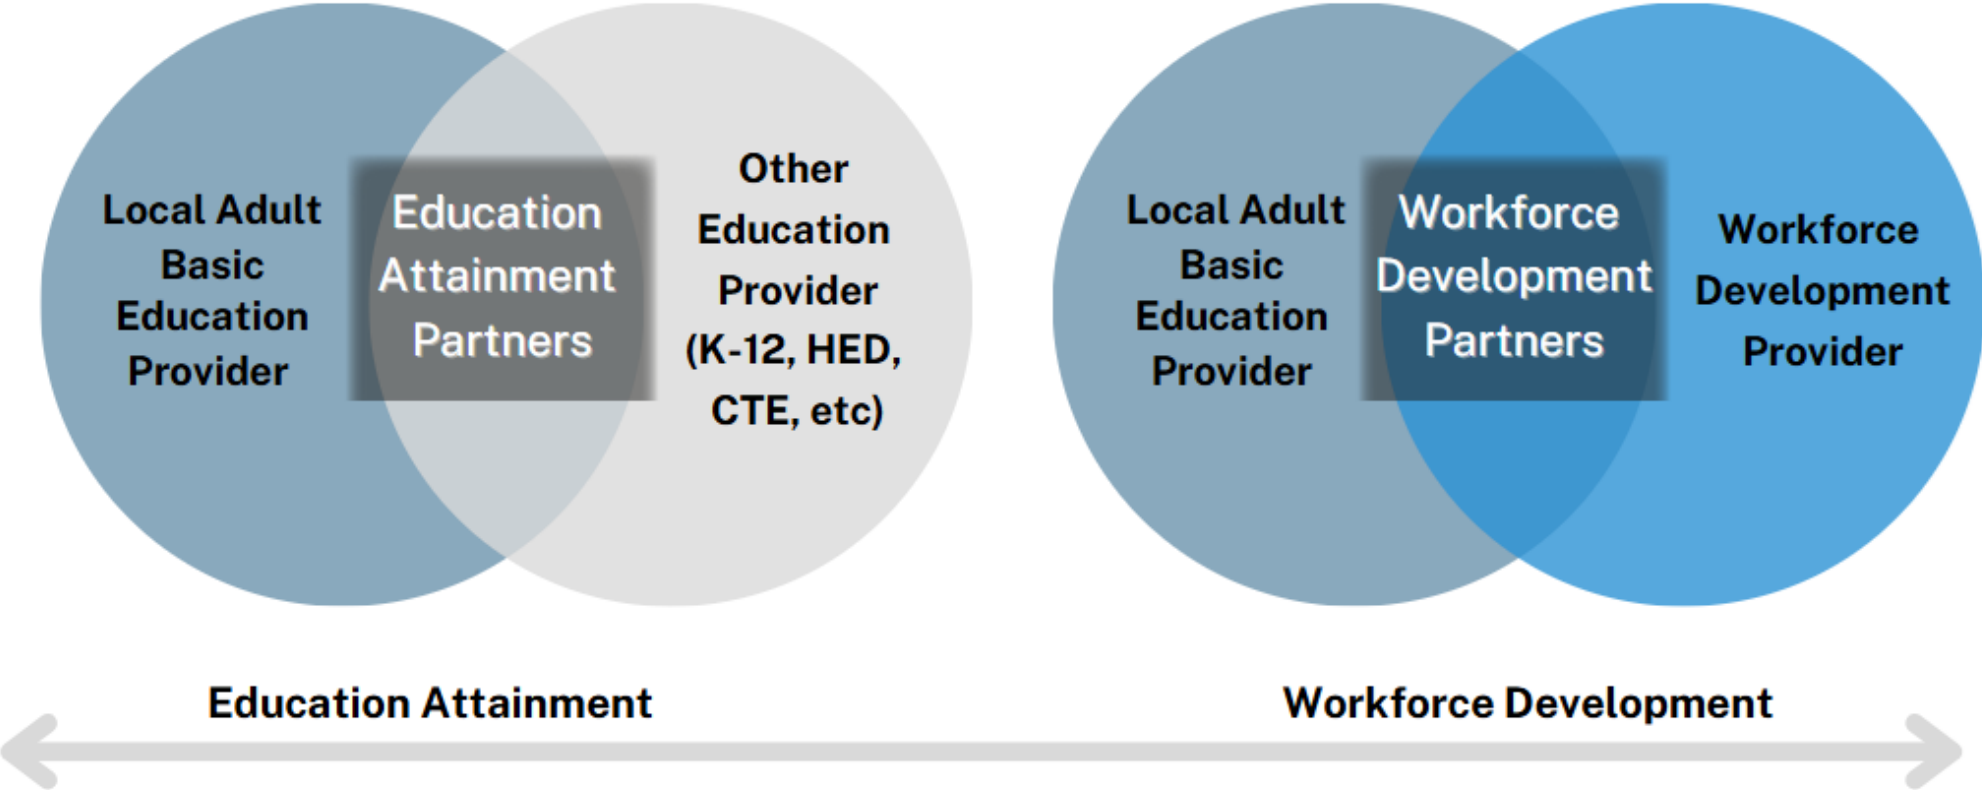 Local Adult
Basic
Education
Provider
Education
Attainment
Partners
Other
Education
Provider
(K-12, HED,
CTE, etc)
Local Adult
Basic
Education
Provider
Workforce
Development
Partners
Workforce
Development
Provider
Education Attainment
Workforce Development